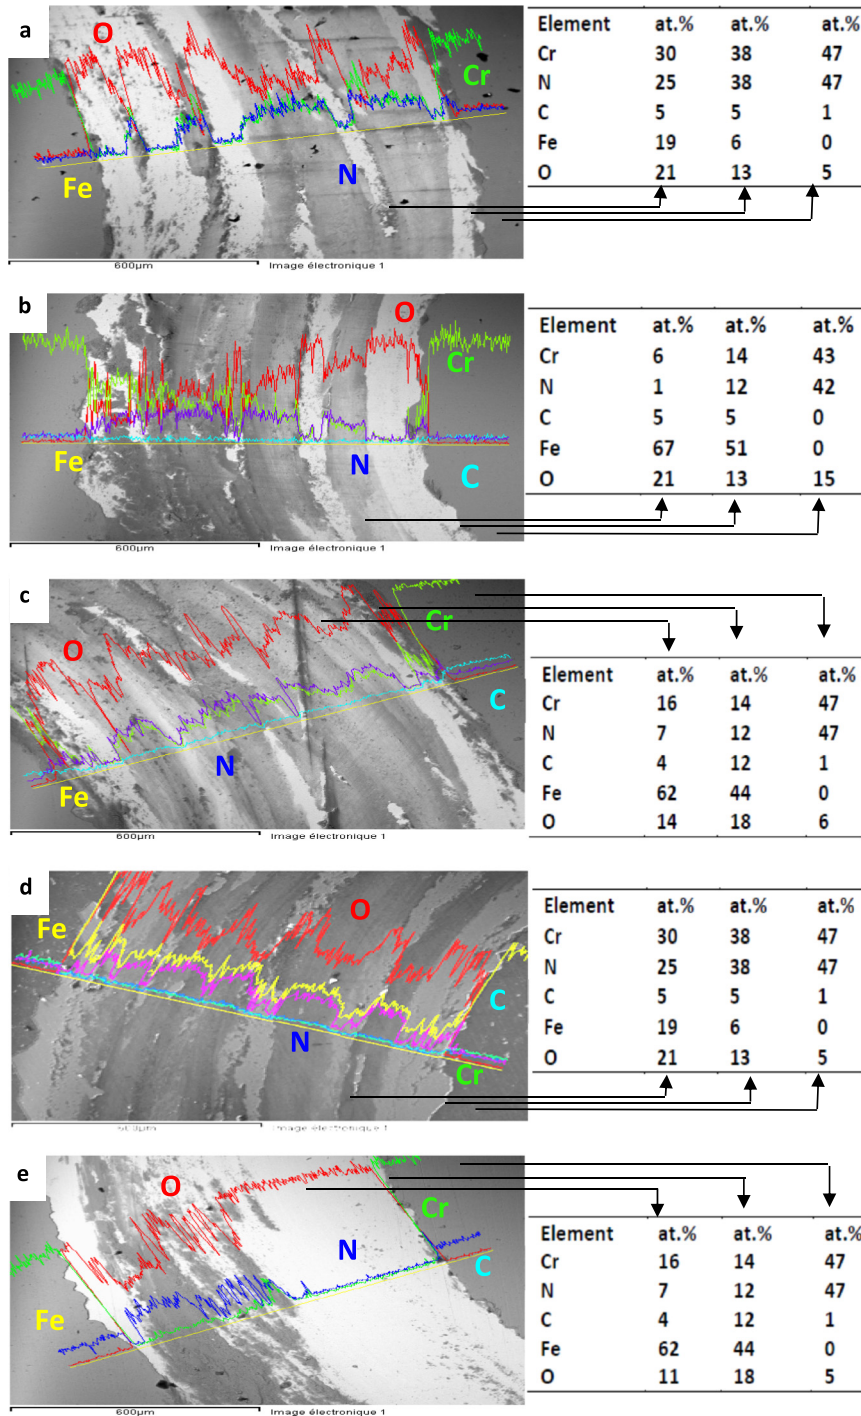 a
O
Cr
Fe
N
600µm
Image électronique 1
Element at.% at.% at.%
Cr 30 38 47
N 25 38 47
C 5 5 1
Fe 19 6 0
O 21 13 5
b
O
Cr
Fe
N
C
600µm
Image électronique 1
Element at.% at.% at.%
Cr 6 14 43
N 1 12 42
C 5 5 0
Fe 67 51 0
O 21 13 15
c
O
Cr
C
N
Fe
600µm
Image électronique 1
Element at.% at.% at.%
Cr 16 14 47
N 7 12 47
C 4 12 1
Fe 62 44 0
O 14 18 6
d
O
Fe
C
N
Cr
600µm
Image électronique 1
Element at.% at.% at.%
Cr 30 38 47
N 25 38 47
C 5 5 1
Fe 19 6 0
O 21 13 5
e
O
Cr
N
C
Fe
600µm
Image électronique 1
Element at.% at.% at.%
Cr 16 14 47
N 7 12 47
C 4 12 1
Fe 62 44 0
O 11 18 5